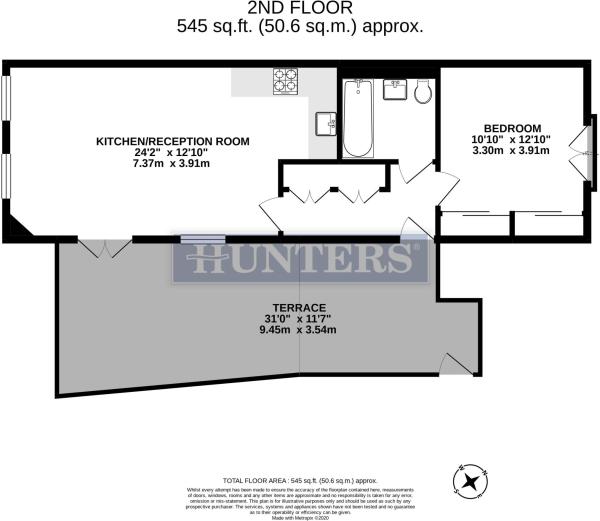 2ND FLOOR
545 sq.ft. (50.6 sq.m.) approx.
KITCHEN/RECEPTION ROOM
24'2" x 12'10"
7.37m x 3.91m
BEDROOM
10'10" x 12'10"
3.30m x 3.91m
HUNTERS®
TERRACE
31'0" x 11'7"
9.45m x 3.54m
N
E
S
W
TOTAL FLOOR AREA : 545 sq.ft. (50.6 sq.m.) approx.
Whilst every attempt has been made to ensure the accuracy of the floorplan contained here, measurements
of doors, windows, rooms and any other items are approximate and no responsibility is taken for any error,
omission or mis-statement. This plan is for illustrative purposes only and should be used as such by any
prospective purchaser. The services, systems and appliances shown have not been tested and no guarantee
as to their operability or efficiency can be given.
Made with Metropix ©2020